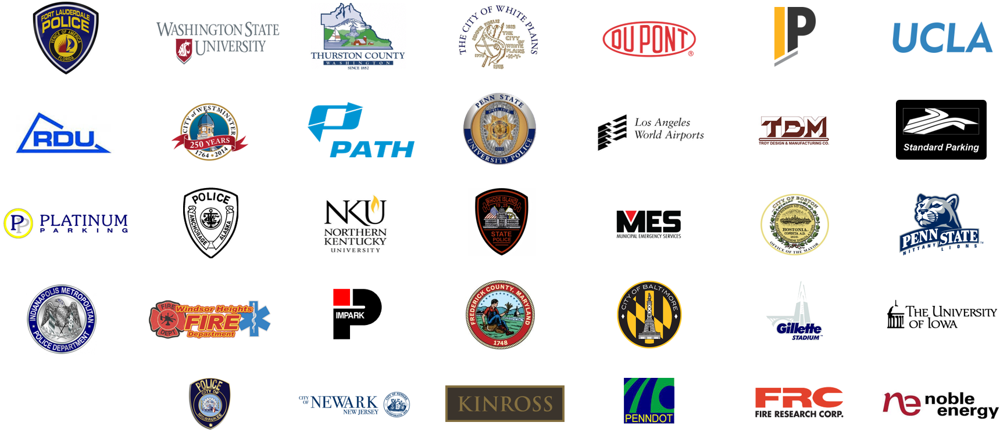 FORT LAUDERDALE
POLICE
VENICE OF AMERICA
FLORIDA
WASHINGTON STATE
UNIVERSITY
THURSTON COUNTY
WASHINGTON
SINCE 1852
THE CITY OF WHITE PLAINS
1683
THE
CITY
OF
WHITE
PLAINS
N.Y.
1776
1915
DU PONT
®
P
UCLA
RDU
CITY of WESTMINSTER
250 YEARS
1764 2014
PATH
PENN STATE
POLICE
UNIVERSITY POLICE
Los Angeles
World Airports
TDM
TROY DESIGN & MANUFACTURING CO.
Standard Parking
PP
PLATINUM
PARKING
POLICE
ANCHORAGE ALASKA
NKU
NORTHERN
KENTUCKY
UNIVERSITY
RHODE ISLAND
1925
STATE
POLICE
MES
MUNICIPAL EMERGENCY SERVICES
CITY OF BOSTON
BOSTONIA.
CONDITA A.D.
1630.
OFFICE OF THE MAYOR
PENN STATE
NITTANY LIONS
™
INDIANAPOLIS METROPOLITAN
POLICE DEPARTMENT
FIRE
DEPT
Windsor Heights
FIRE
Department
IMPARK
FREDERICK COUNTY, MARYLAND
1748
CITY OF BALTIMORE
Gillette
STADIUM™
THE UNIVERSITY
OF IOWA
POLICE
CITY OF
MILWAUKEE
CITY
OF
NEWARK
NEW JERSEY
KINROSS
PENNDOT
FRC
FIRE RESEARCH CORP.
ne noble
energy